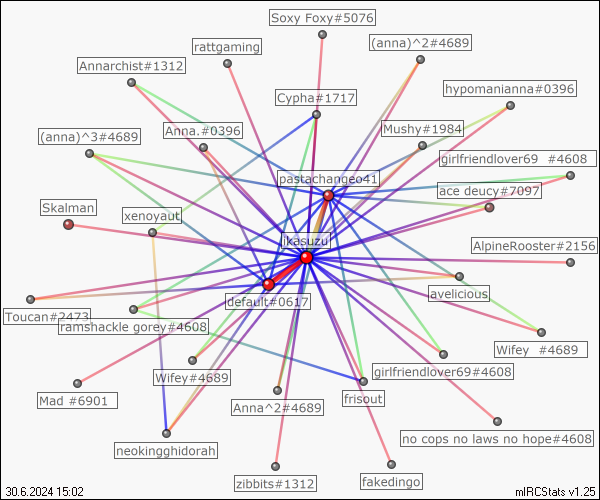 Soxy Foxy#5076
rattgaming
(anna)^2#4689
Annarchist#1312
hypomanianna#0396
Cypha#1717
(anna)^3#4689
Anna.#0396
Mushy#1984
girlfriendlover69 #4608
pastachangeo41
ace deucy#7097
Skalman
xenoyaut
ikasuzu
AlpineRooster#2156
avelicious
default#0617
Toucan#2473
ramshackle gorey#4608
Wifey #4689
Wifey#4689
girlfriendlover69#4608
Mad #6901
Anna^2#4689
frisout
no cops no laws no hope#4608
neokingghidorah
zibbits#1312
fakedingo
30.6.2024 15:02
mIRCStats v1.25